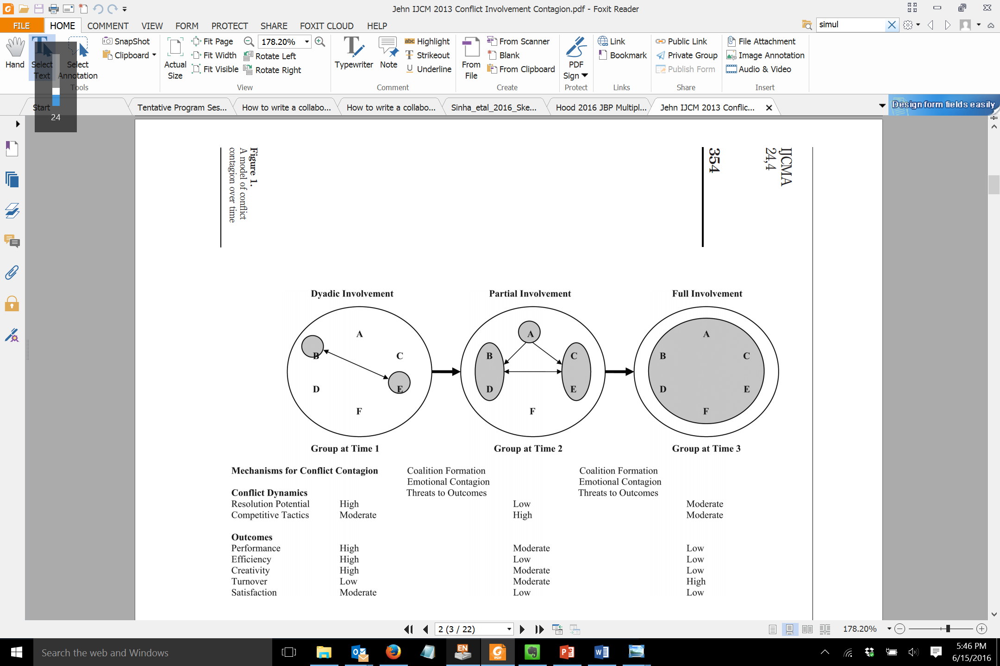 Jehn IJCM 2013 Conflict Involvement Contagion.pdf - Foxit Reader
FILE HOME COMMENT VIEW FORM PROTECT SHARE FOXIT CLOUD HELP simul
Hand
Select Text
Select Annotation
SnapShot
Clipboard
Tools
Actual Size
Fit Page
Fit Width
Fit Visible
178.20%
Rotate Left
Rotate Right
View
Typewriter
Note
abc Highlight
Strikeout
Underline
Comment
From File
From Scanner
Blank
From Clipboard
Create
PDF Sign
Protect
Link
Bookmark
Links
Public Link
Private Group
Publish Form
Share
File Attachment
Image Annotation
Audio & Video
Insert
24
Start
Tentative Program Ses...
How to write a collabo...
How to write a collabo...
Sinha_etal_2016_Ske...
Hood 2016 JBP Multipl...
Jehn IJCM 2013 Conflic...
Design form fields easily
IJCMA
24,4
354
Figure 1.
A model of conflict
contagion over time
Dyadic Involvement Partial Involvement Full Involvement
A
B
C
D
E
F
A
B
C
D
E
F
A
B
C
D
E
F
Group at Time 1 Group at Time 2 Group at Time 3
Mechanisms for Conflict Contagion Coalition Formation Coalition Formation
Emotional Contagion Emotional Contagion
Conflict Dynamics Threats to Outcomes Threats to Outcomes
Resolution Potential High Low Moderate
Competitive Tactics Moderate High Moderate
Outcomes
Performance High Moderate Low
Efficiency High Low Low
Creativity High Moderate Low
Turnover Low Moderate High
Satisfaction Moderate Low Low
2 (3 / 22)
178.20%
Search the web and Windows
EN
PDF
5:46 PM
6/15/2016